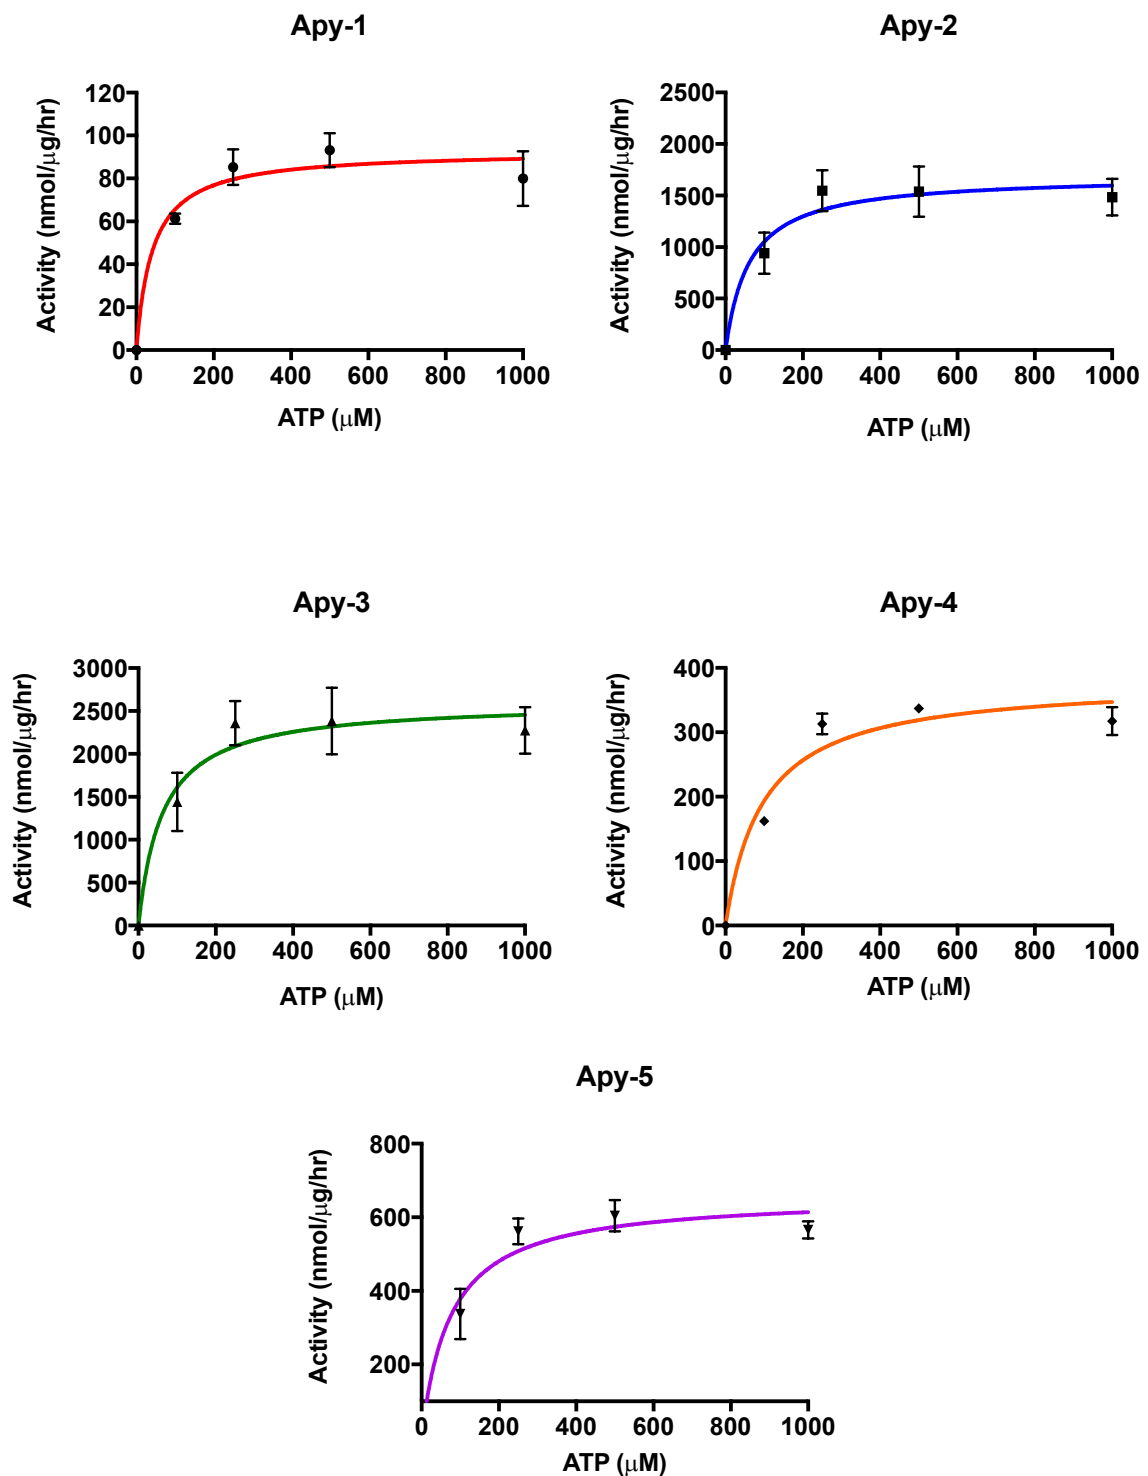 Apy-1
Activity (nmol/μg/hr)
120
100
80
60
40
20
0
0 200 400 600 800 1000
ATP (μM)
Apy-2
Activity (nmol/μg/hr)
2500
2000
1500
1000
500
0
0 200 400 600 800 1000
ATP (μM)
Apy-3
Activity (nmol/μg/hr)
3000
2500
2000
1500
1000
500
0
0 200 400 600 800 1000
ATP (μM)
Apy-4
Activity (nmol/μg/hr)
400
300
200
100
0
0 200 400 600 800 1000
ATP (μM)
Apy-5
Activity (nmol/μg/hr)
800
600
400
200
0 200 400 600 800 1000
ATP (μM)